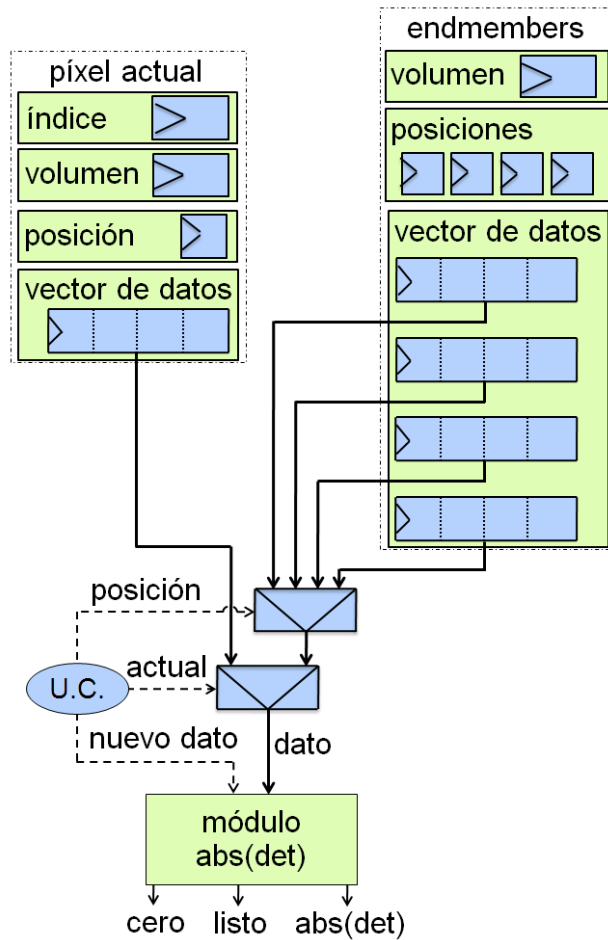 píxel actual
índice
volumen
posición
vector de datos
endmembers
volumen
posiciones
vector de datos
posición
actual
U.C.
nuevo dato
dato
módulo
abs(det)
cero
listo
abs(det)